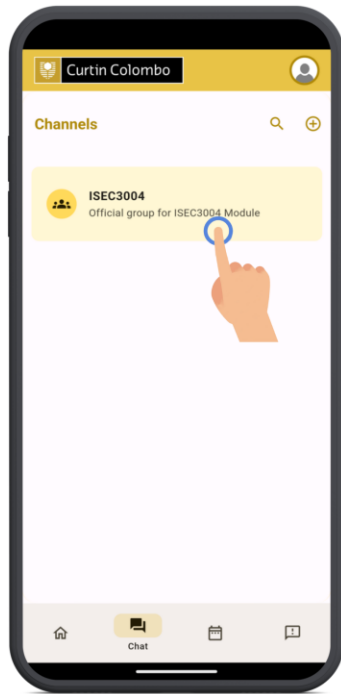 Curtin Colombo
Channels
ISEC3004
Official group for ISEC3004 Module
Chat